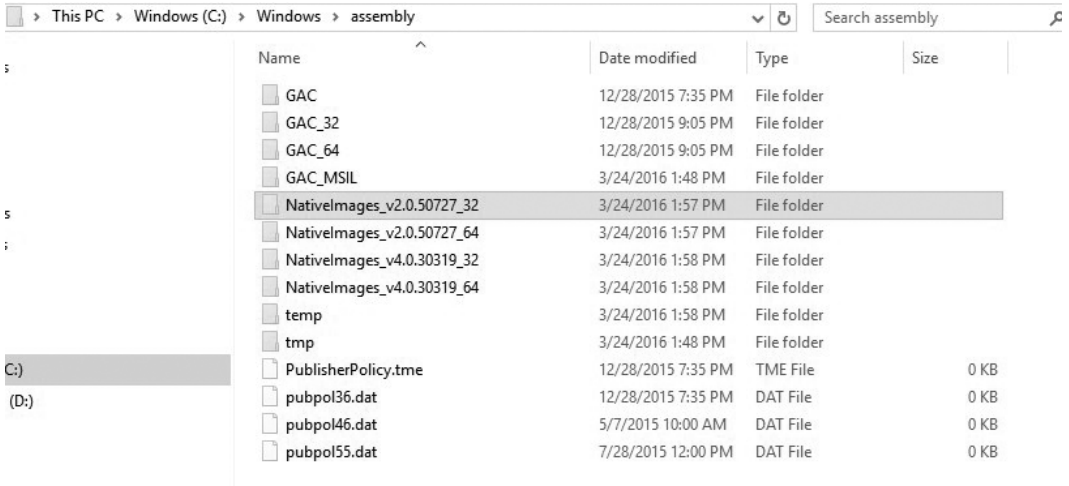 > This PC > Windows (C:) > Windows > assembly Search assembly
Name Date modified Type Size
s
GAC 12/28/2015 7:35 PM File folder
GAC_32 12/28/2015 9:05 PM File folder
GAC_64 12/28/2015 9:05 PM File folder
GAC_MSIL 3/24/2016 1:48 PM File folder
NativeImages_v2.0.50727_32 3/24/2016 1:57 PM File folder
s
NativeImages_v2.0.50727_64 3/24/2016 1:57 PM File folder
s
NativeImages_v4.0.30319_32 3/24/2016 1:58 PM File folder
NativeImages_v4.0.30319_64 3/24/2016 1:58 PM File folder
temp 3/24/2016 1:58 PM File folder
tmp 3/24/2016 1:48 PM File folder
C:) PublisherPolicy.tme 12/28/2015 7:35 PM TME File 0 KB
(D:) pubpol36.dat 12/28/2015 7:35 PM DAT File 0 KB
pubpol46.dat 5/7/2015 10:00 AM DAT File 0 KB
pubpol55.dat 7/28/2015 12:00 PM DAT File 0 KB